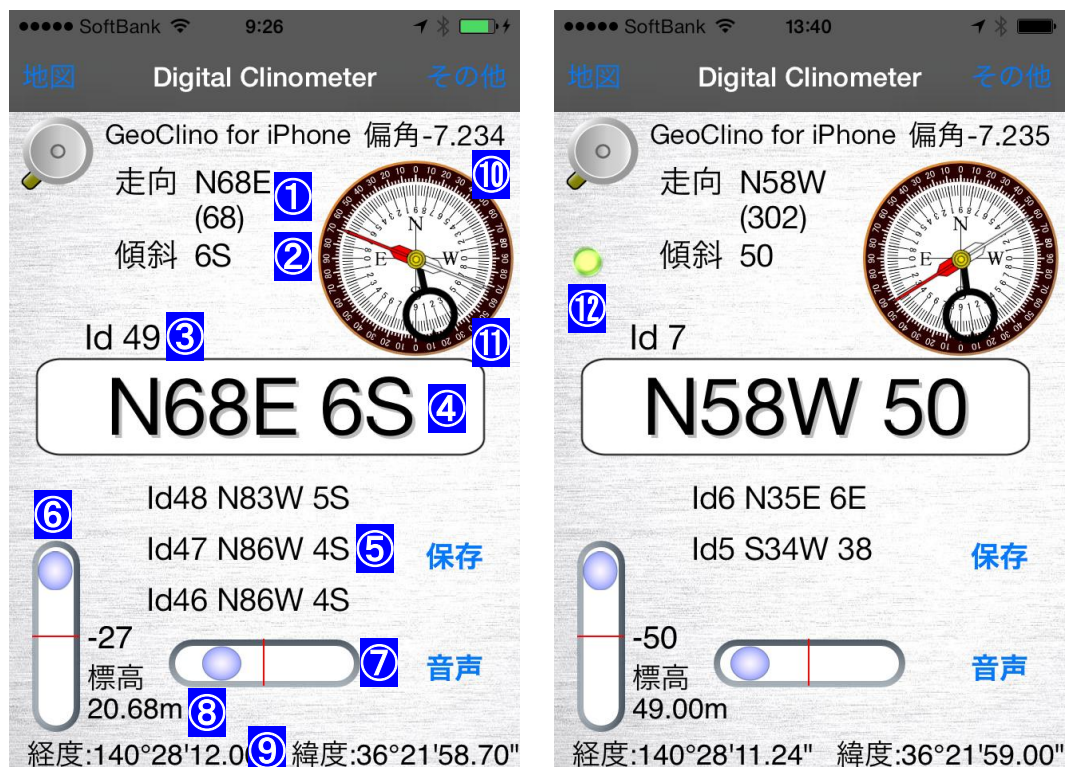 SoftBank 9:26
地図 Digital Clinometer その他
GeoClino for iPhone 偏角-7.234
走向 N68E ①
(68)
傾斜 6S ②
⑩
N
E W
⑪
Id 49 ③
N68E 6S ④
Id48 N83W 5S
⑥
Id47 N86W 4S ⑤ 保存
Id46 N86W 4S
-27
⑦ 音声
標高
20.68m ⑧
経度:140°28'12.0 ⑨ 緯度:36°21'58.70"
SoftBank 13:40
地図 Digital Clinometer その他
GeoClino for iPhone 偏角-7.235
走向 N58W
(302)
傾斜 50
⑫
N
E W
Id 7
N58W 50
Id6 N35E 6E
Id5 S34W 38 保存
-50
音声
標高
49.00m
経度:140°28'11.24" 緯度:36°21'59.00"